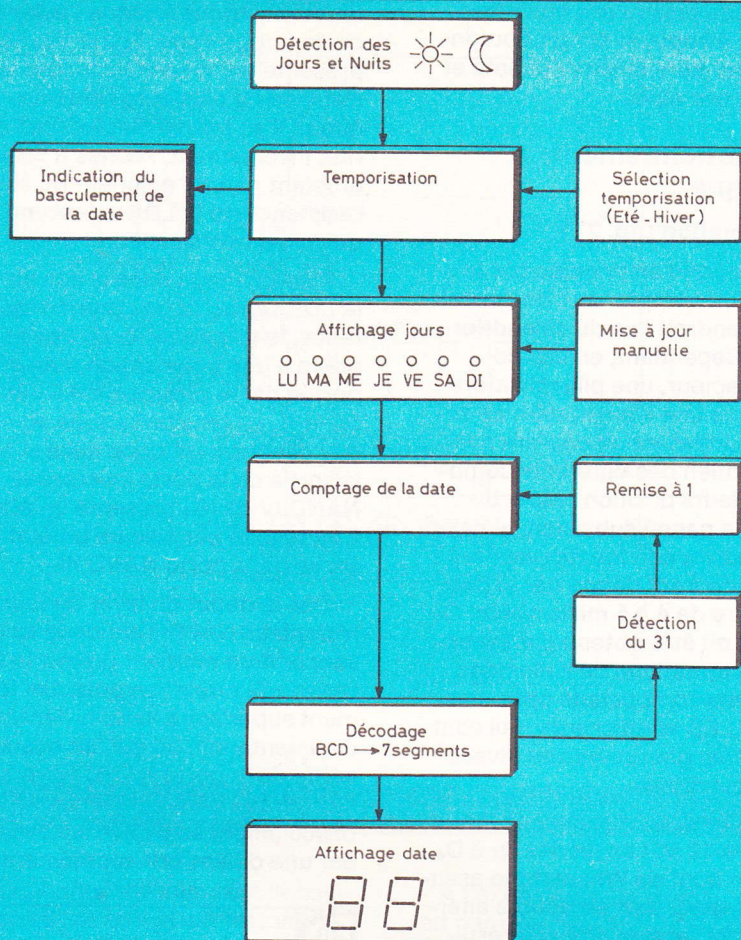 Détection des
Jours et Nuits
Indication du
basculement de
la date
Temporisation
Sélection
temporisation
(Eté - Hiver)
Affichage jours
LU MA ME JE VE SA DI
Mise à jour
manuelle
Comptage de la date
Remise à 1
Détection
du 31
Décodage
BCD → 7segments
Affichage date
88